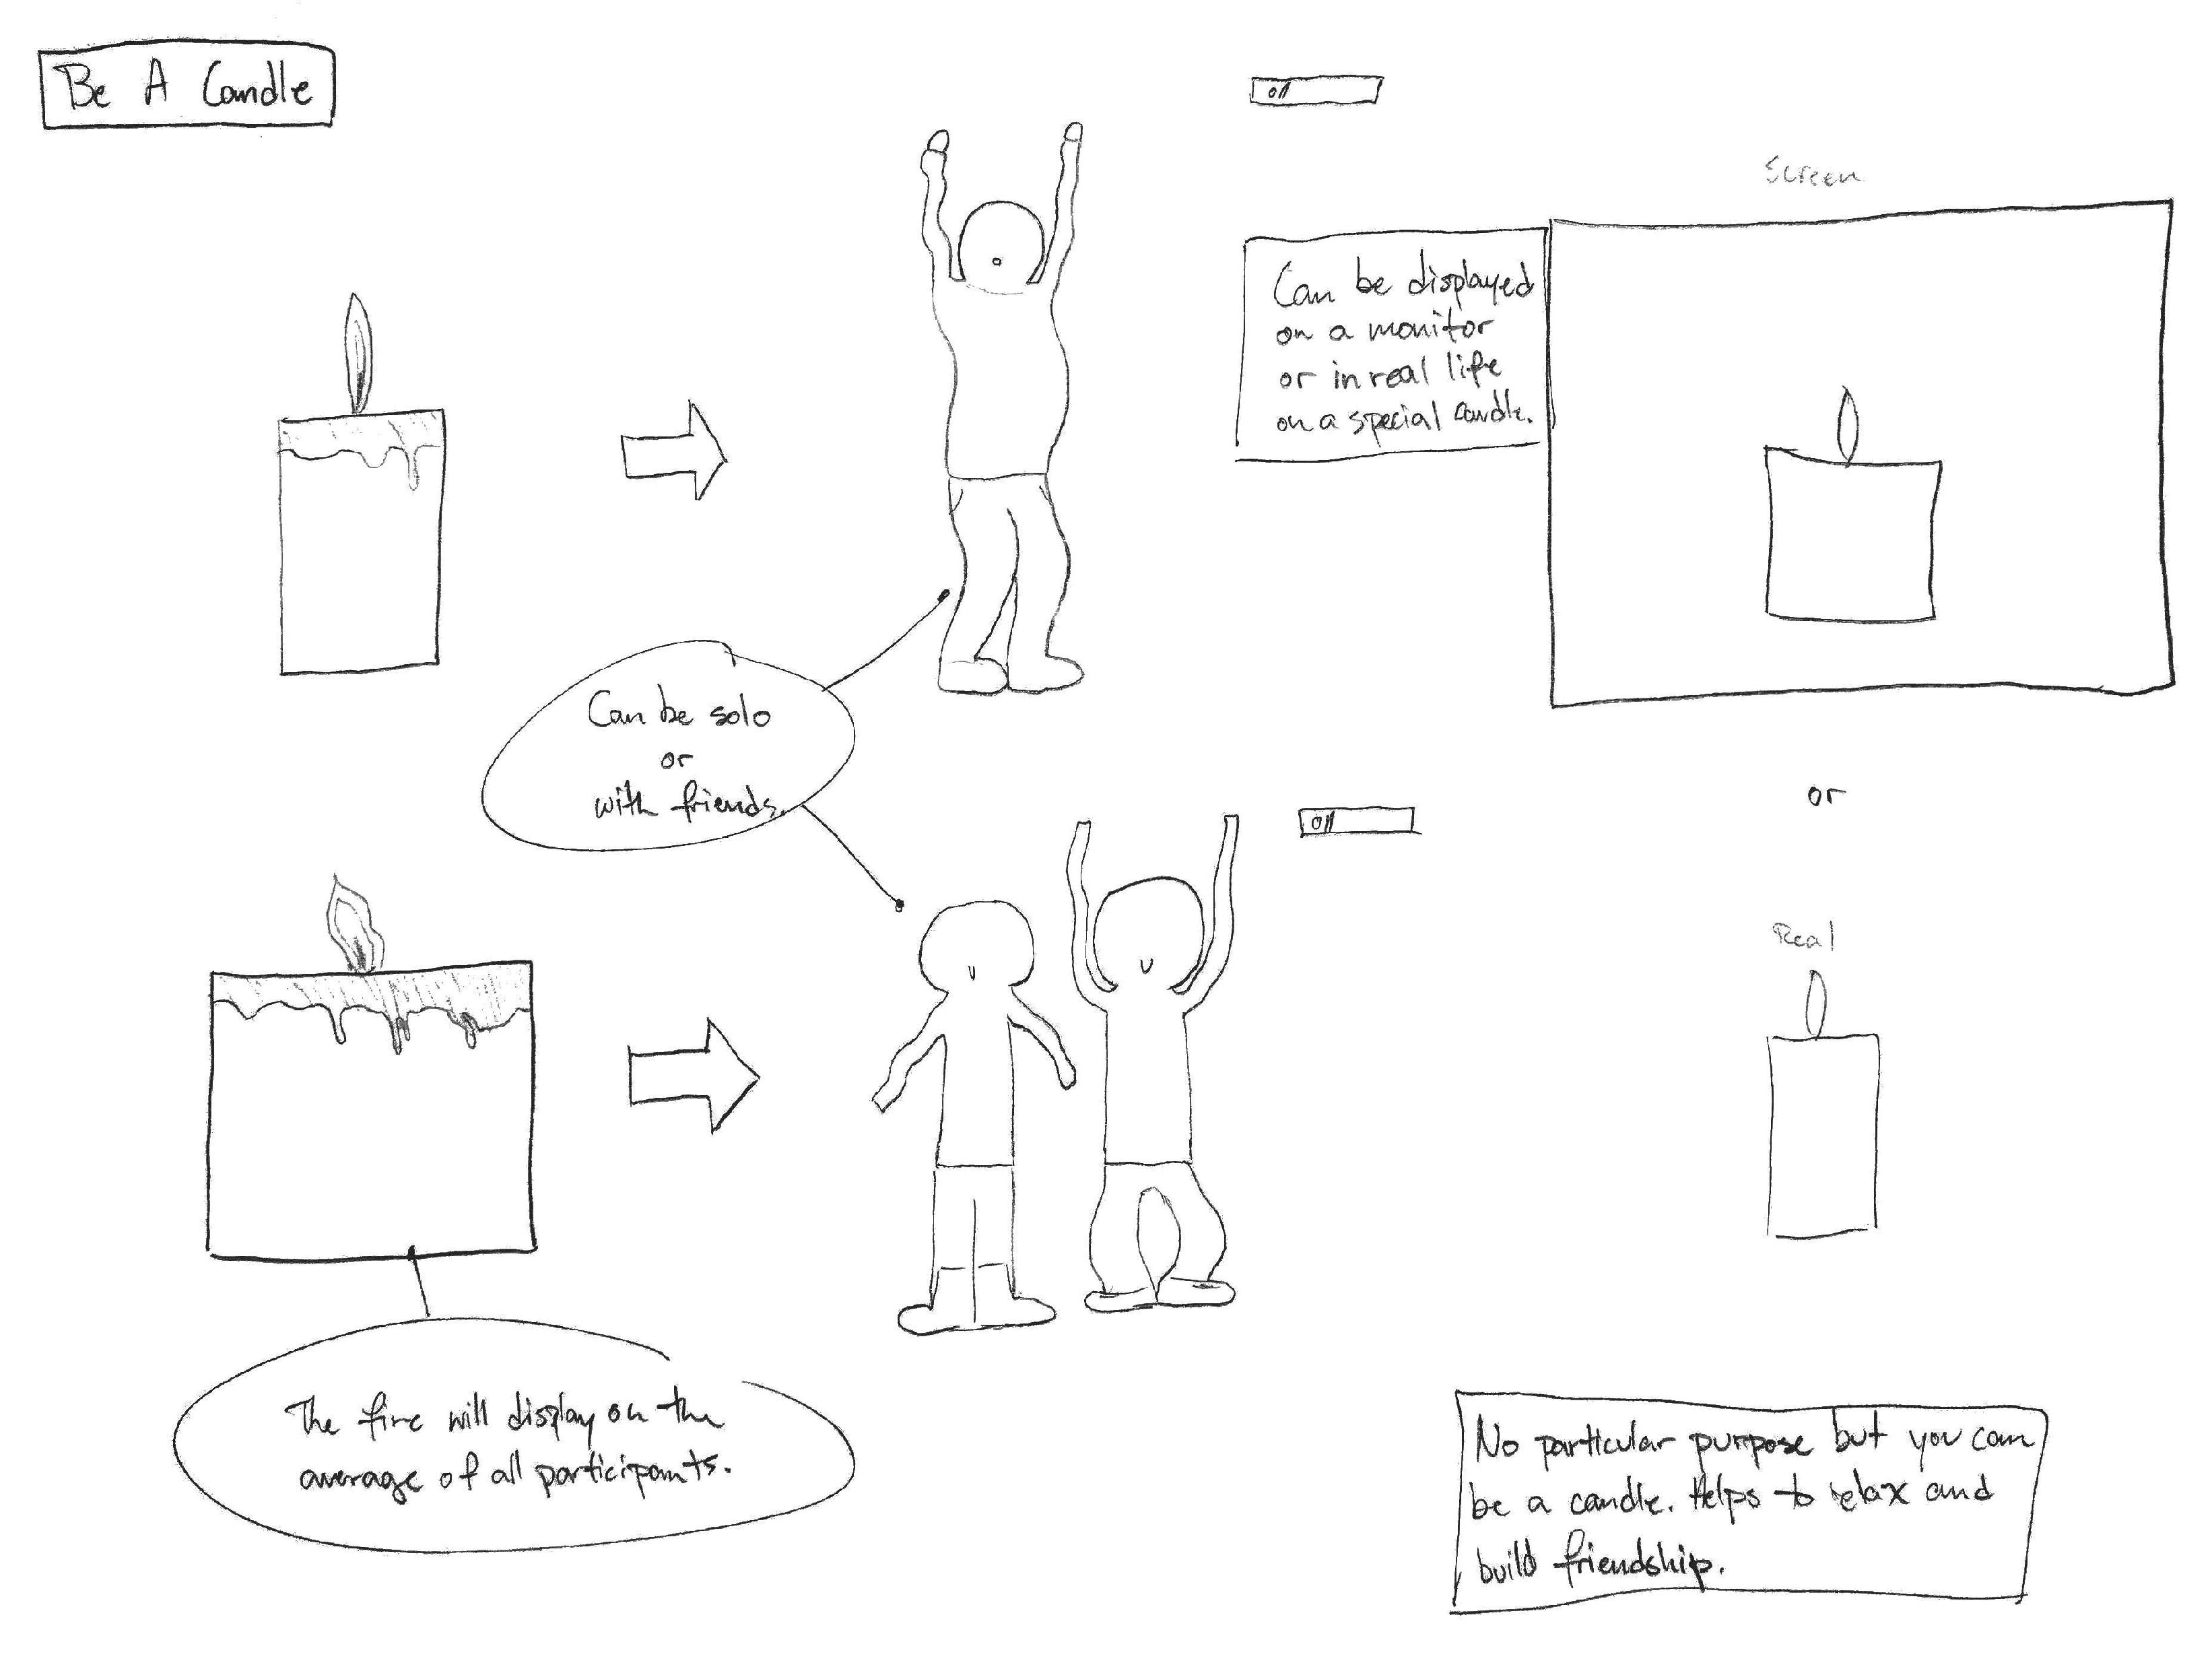 Be A Candle
Screen
Can be displayed
on a monitor
or in real life
on a special candle.
Can be solo
or
with friends.
or
Real
The fire will display on the
average of all participants.
No particular purpose but you can
be a candle. Helps to relax and
build friendship.